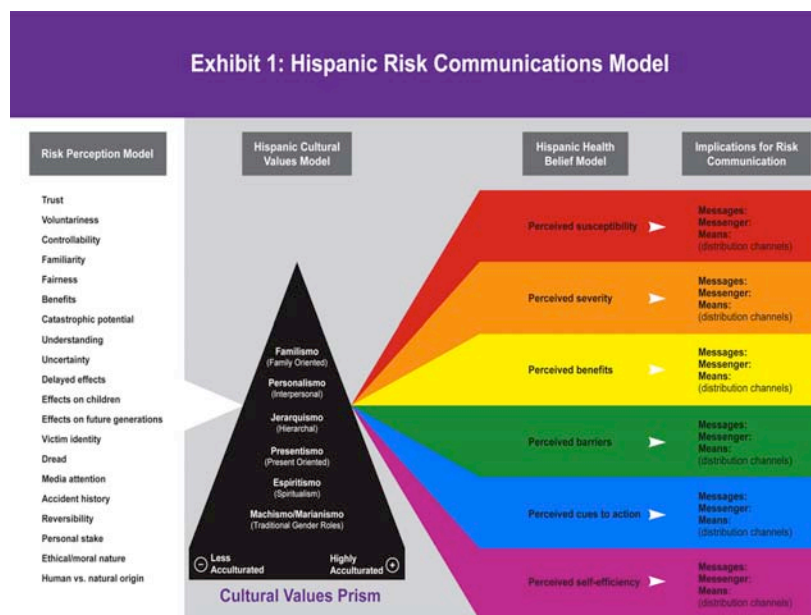 Exhibit 1: Hispanic Risk Communications Model
Risk Perception Model
Trust
Voluntariness
Controllability
Familiarity
Fairness
Benefits
Catastrophic potential
Understanding
Uncertainty
Delayed effects
Effects on children
Effects on future generations
Victim identity
Dread
Media attention
Accident history
Reversibility
Personal stake
Ethical/moral nature
Human vs. natural origin
Hispanic Cultural
Values Model
Familismo
(Family Oriented)
Personalismo
(Interpersonal)
Jerarquismo
(Hierarchal)
Presentismo
(Present Oriented)
Espiritismo
(Spiritualism)
Machismo/Marianismo
(Traditional Gender Roles)
− Less
Acculturated
Highly
Acculturated +
Cultural Values Prism
Hispanic Health
Belief Model
Perceived susceptibility
Perceived severity
Perceived benefits
Perceived barriers
Perceived cues to action
Perceived self-efficiency
Implications for Risk
Communication
Messages:
Messenger:
Means:
(distribution channels)
Messages:
Messenger:
Means:
(distribution channels)
Messages:
Messenger:
Means:
(distribution channels)
Messages:
Messenger:
Means:
(distribution channels)
Messages:
Messenger:
Means:
(distribution channels)
Messages:
Messenger:
Means:
(distribution channels)